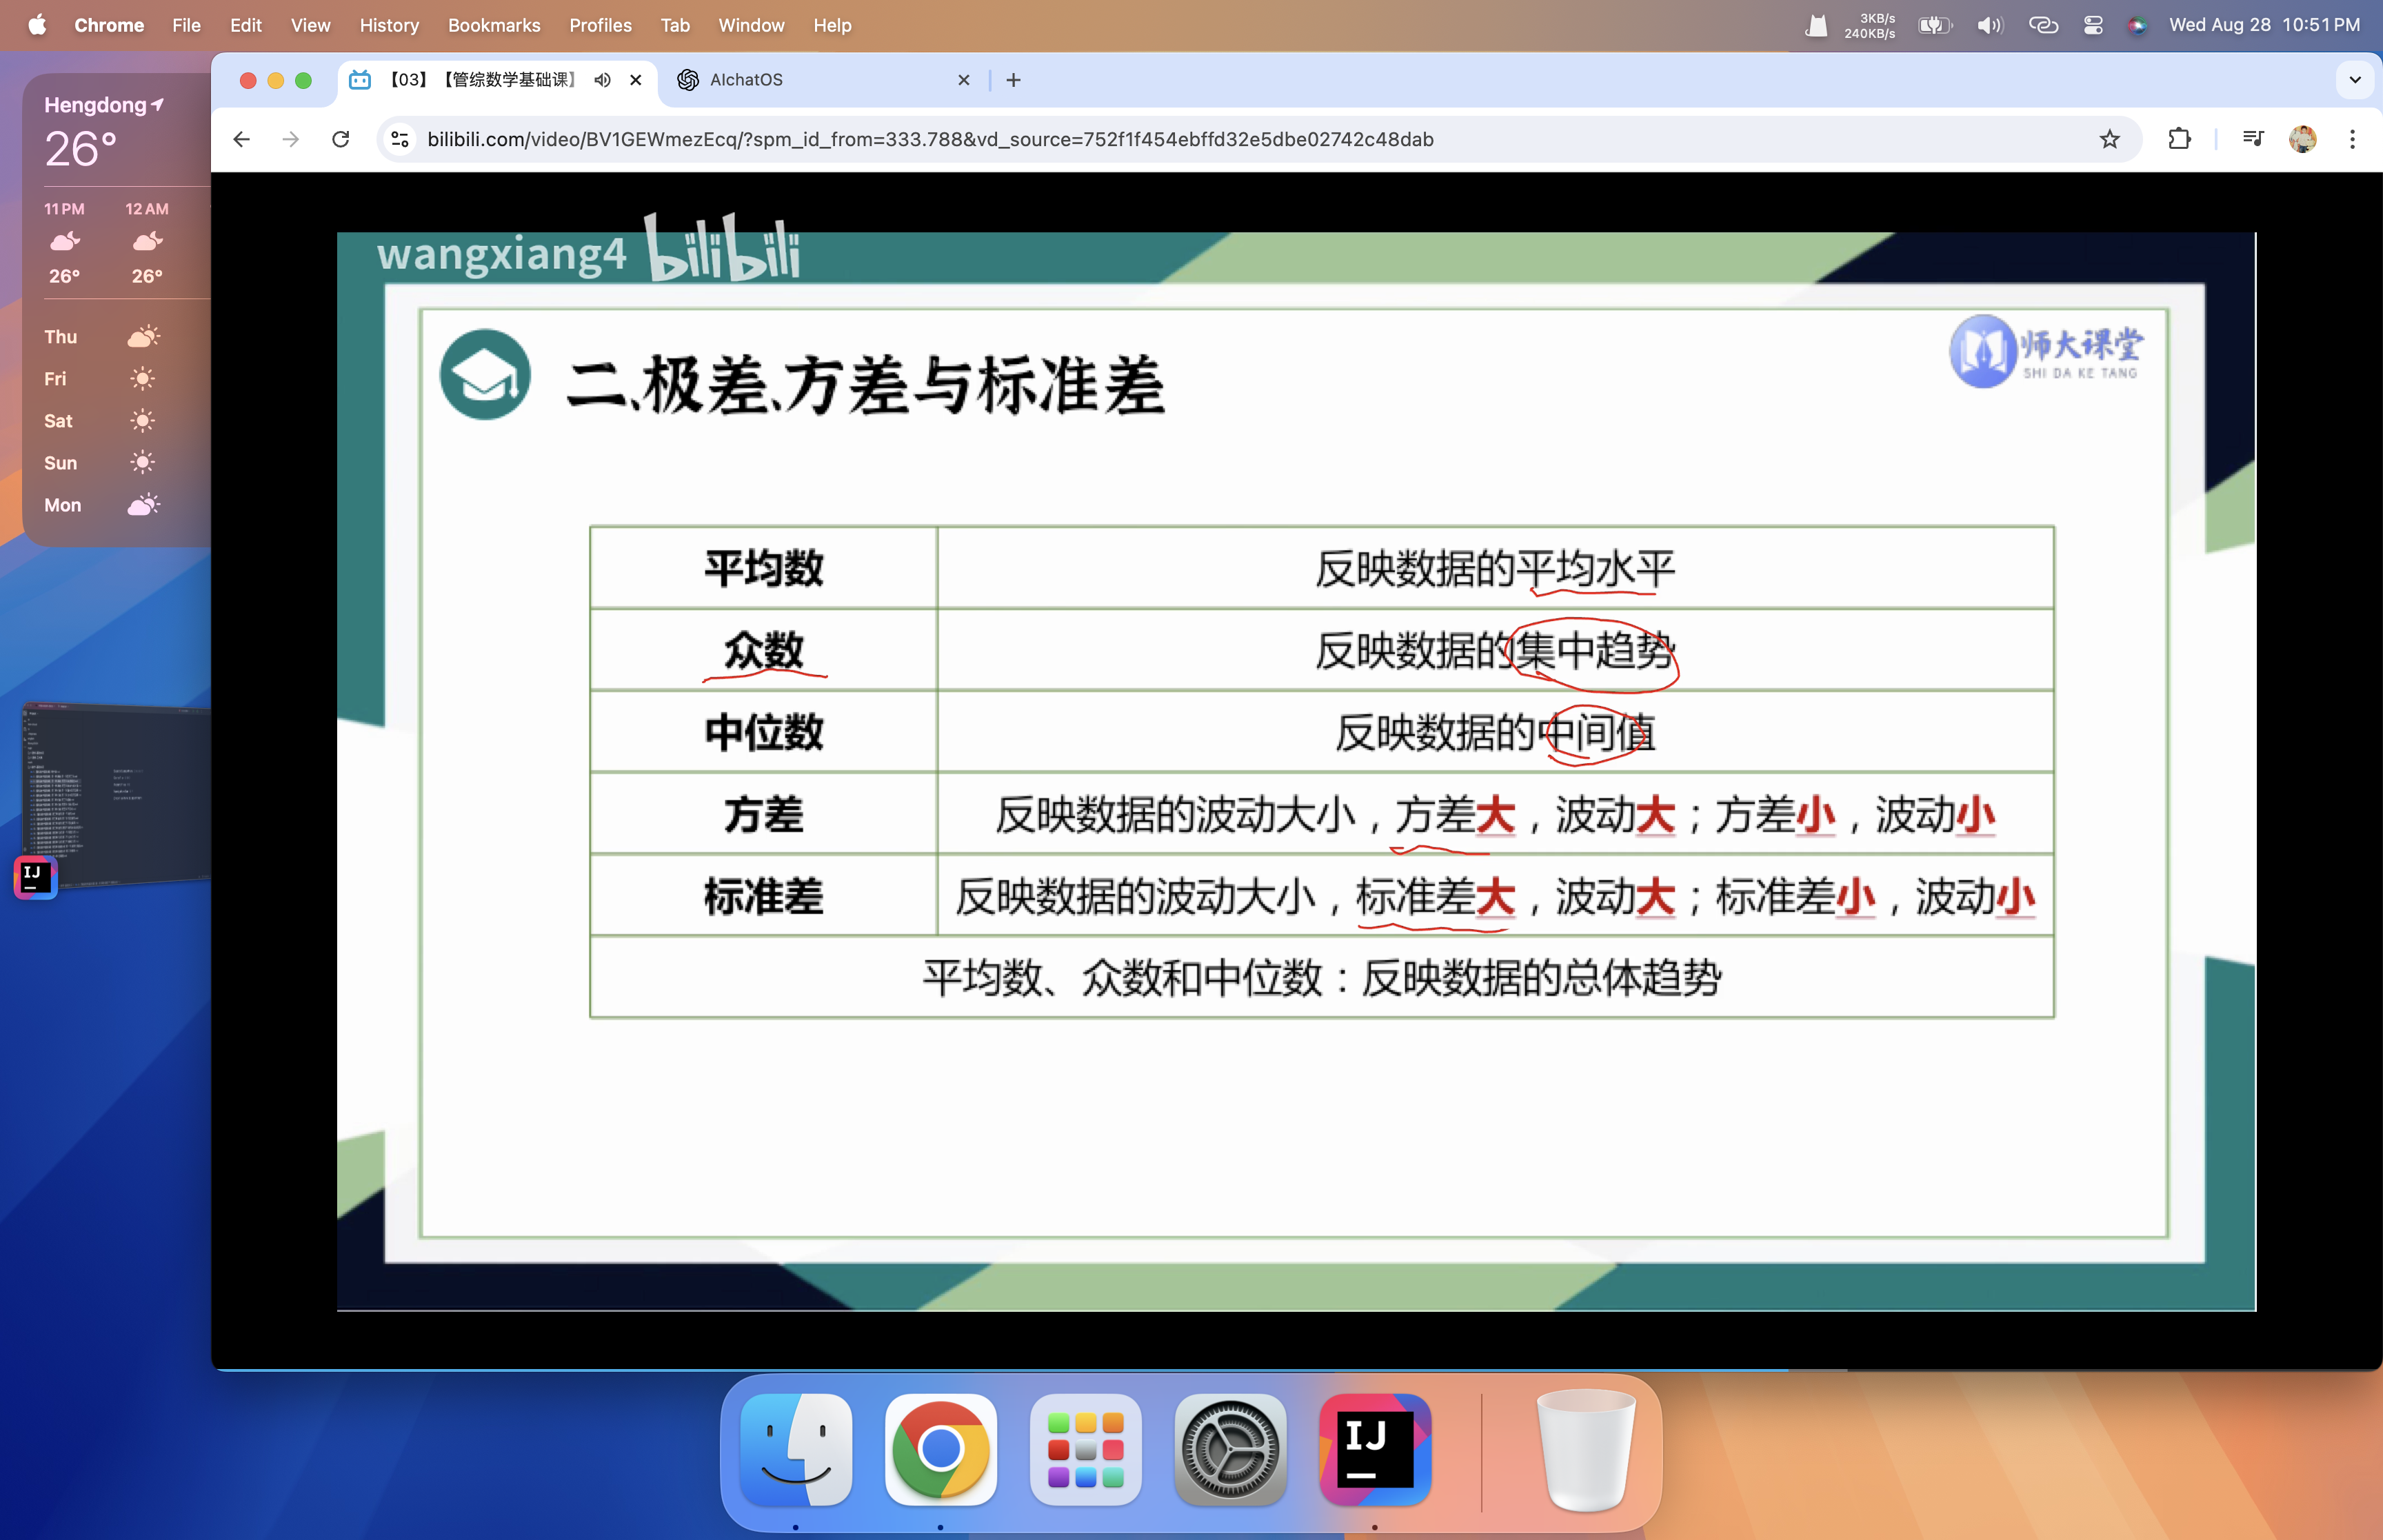 Chrome File Edit View History Bookmarks Profiles Tab Window Help
3KB/s
240KB/s
Wed Aug 28 10:51 PM
【03】【管综数学基础课】
AIchatOS
bilibili.com/video/BV1GEWmezEcq/?spm_id_from=333.788&vd_source=752f1f454ebffd32e5dbe02742c48dab
Hengdong
26°
11 PM 12 AM
26° 26°
Thu
Fri
Sat
Sun
Mon
wangxiang4 bilibili
师大课堂
SHI DA KE TANG
二、极差、方差与标准差
平均数 反映数据的平均水平
众数 反映数据的集中趋势
中位数 反映数据的中间值
方差 反映数据的波动大小，方差大，波动大；方差小，波动小
标准差 反映数据的波动大小，标准差大，波动大；标准差小，波动小
平均数、众数和中位数：反映数据的总体趋势
IJ
IJ